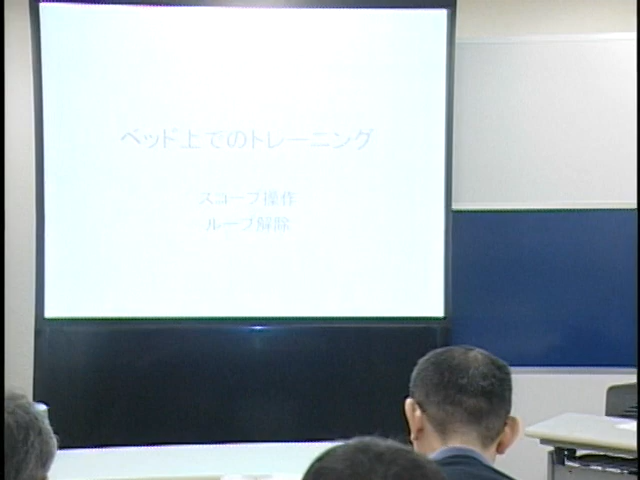 ベッド上でのトレーニング
スコープ操作
ループ解除